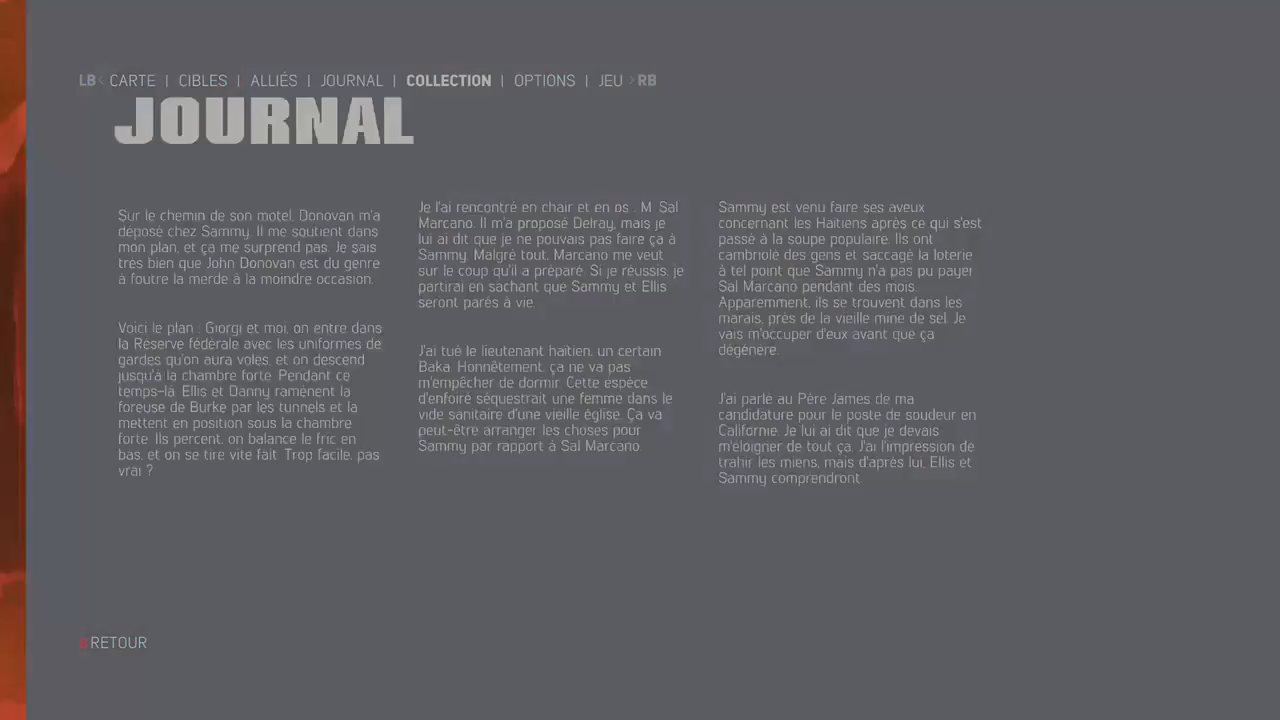 LB < CARTE | CIBLES | ALLIÉS | JOURNAL | COLLECTION | OPTIONS | JEU > RB
JOURNAL
Sur le chemin de son motel, Donovan m'a
déposé chez Sammy. Il me soutient dans
mon plan, et ça me surprend pas. Je sais
très bien que John Donovan est du genre
à foutre la merde à la moindre occasion.
Voici le plan : Giorgi et moi, on entre dans
la Réserve fédérale avec les uniformes de
gardes qu'on aura volés, et on descend
jusqu'à la chambre forte. Pendant ce
temps-là, Ellis et Danny ramènent la
foreuse de Burke par les tunnels et la
mettent en position sous la chambre
forte. Ils percent, on balance le fric en
bas, et on se tire vite fait. Trop facile, pas
vrai ?
Je l'ai rencontré en chair et en os : M. Sal
Marcano. Il m'a proposé Delray, mais je
lui ai dit que je ne pouvais pas faire ça à
Sammy. Malgré tout, Marcano me veut
sur le coup qu'il a préparé. Si je réussis, je
partirai en sachant que Sammy et Ellis
seront parés à vie.
J'ai tué le lieutenant haïtien, un certain
Baka. Honnêtement, ça ne va pas
m'empêcher de dormir. Cette espèce
d'enfoiré séquestrait une femme dans le
vide sanitaire d'une vieille église. Ça va
peut-être arranger les choses pour
Sammy par rapport à Sal Marcano.
Sammy est venu faire ses aveux
concernant les Haïtiens après ce qui s'est
passé à la soupe populaire. Ils ont
cambriolé des gens et saccagé la loterie
à tel point que Sammy n'a pas pu payer
Sal Marcano pendant des mois.
Apparemment, ils se trouvent dans les
marais, près de la vieille mine de sel. Je
vais m'occuper d'eux avant que ça
dégénère.
J'ai parlé au Père James de ma
candidature pour le poste de soudeur en
Californie. Je lui ai dit que je devais
m'éloigner de tout ça. J'ai l'impression de
trahir les miens, mais d'après lui, Ellis et
Sammy comprendront.
RETOUR